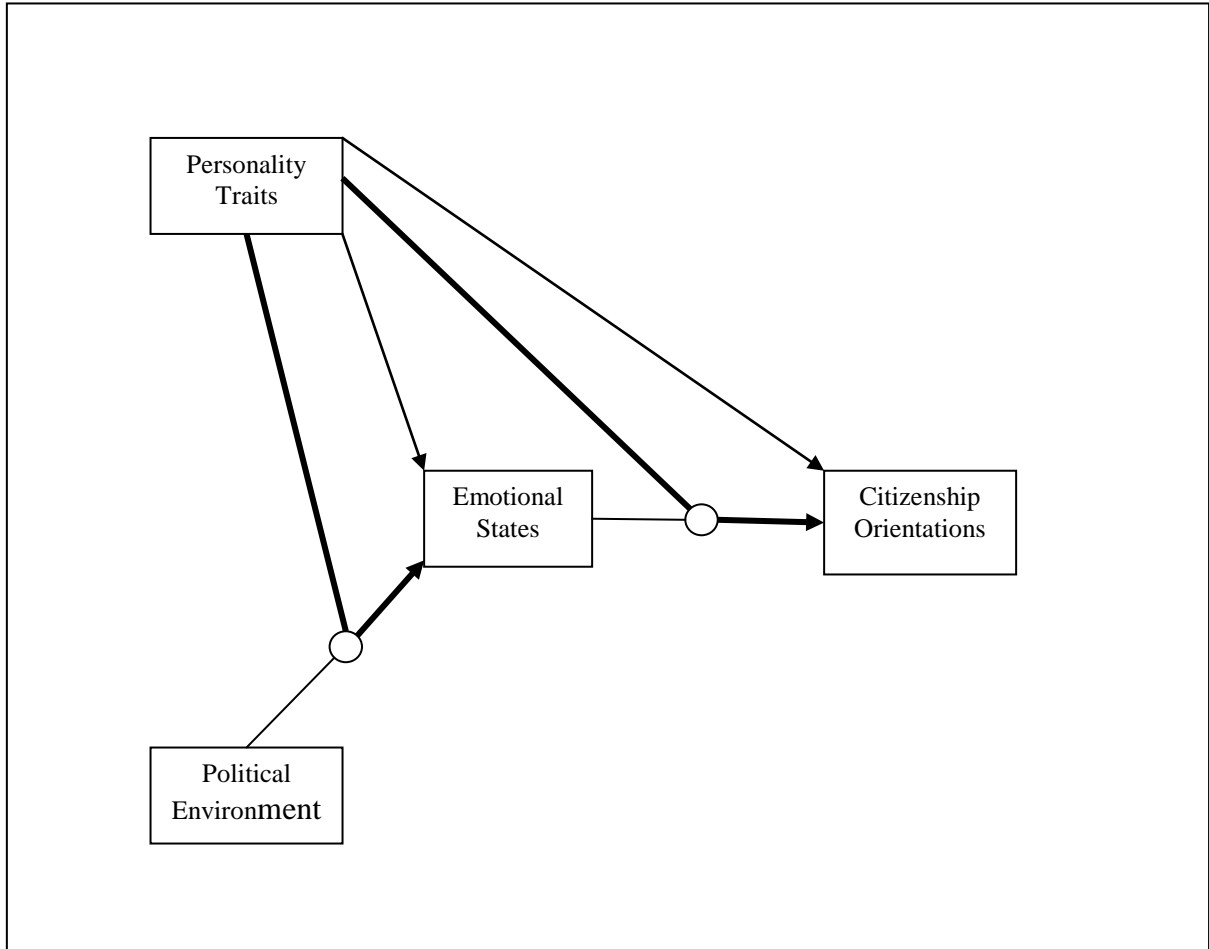 Personality
Traits
Emotional
States
Citizenship
Orientations
Political
Environment